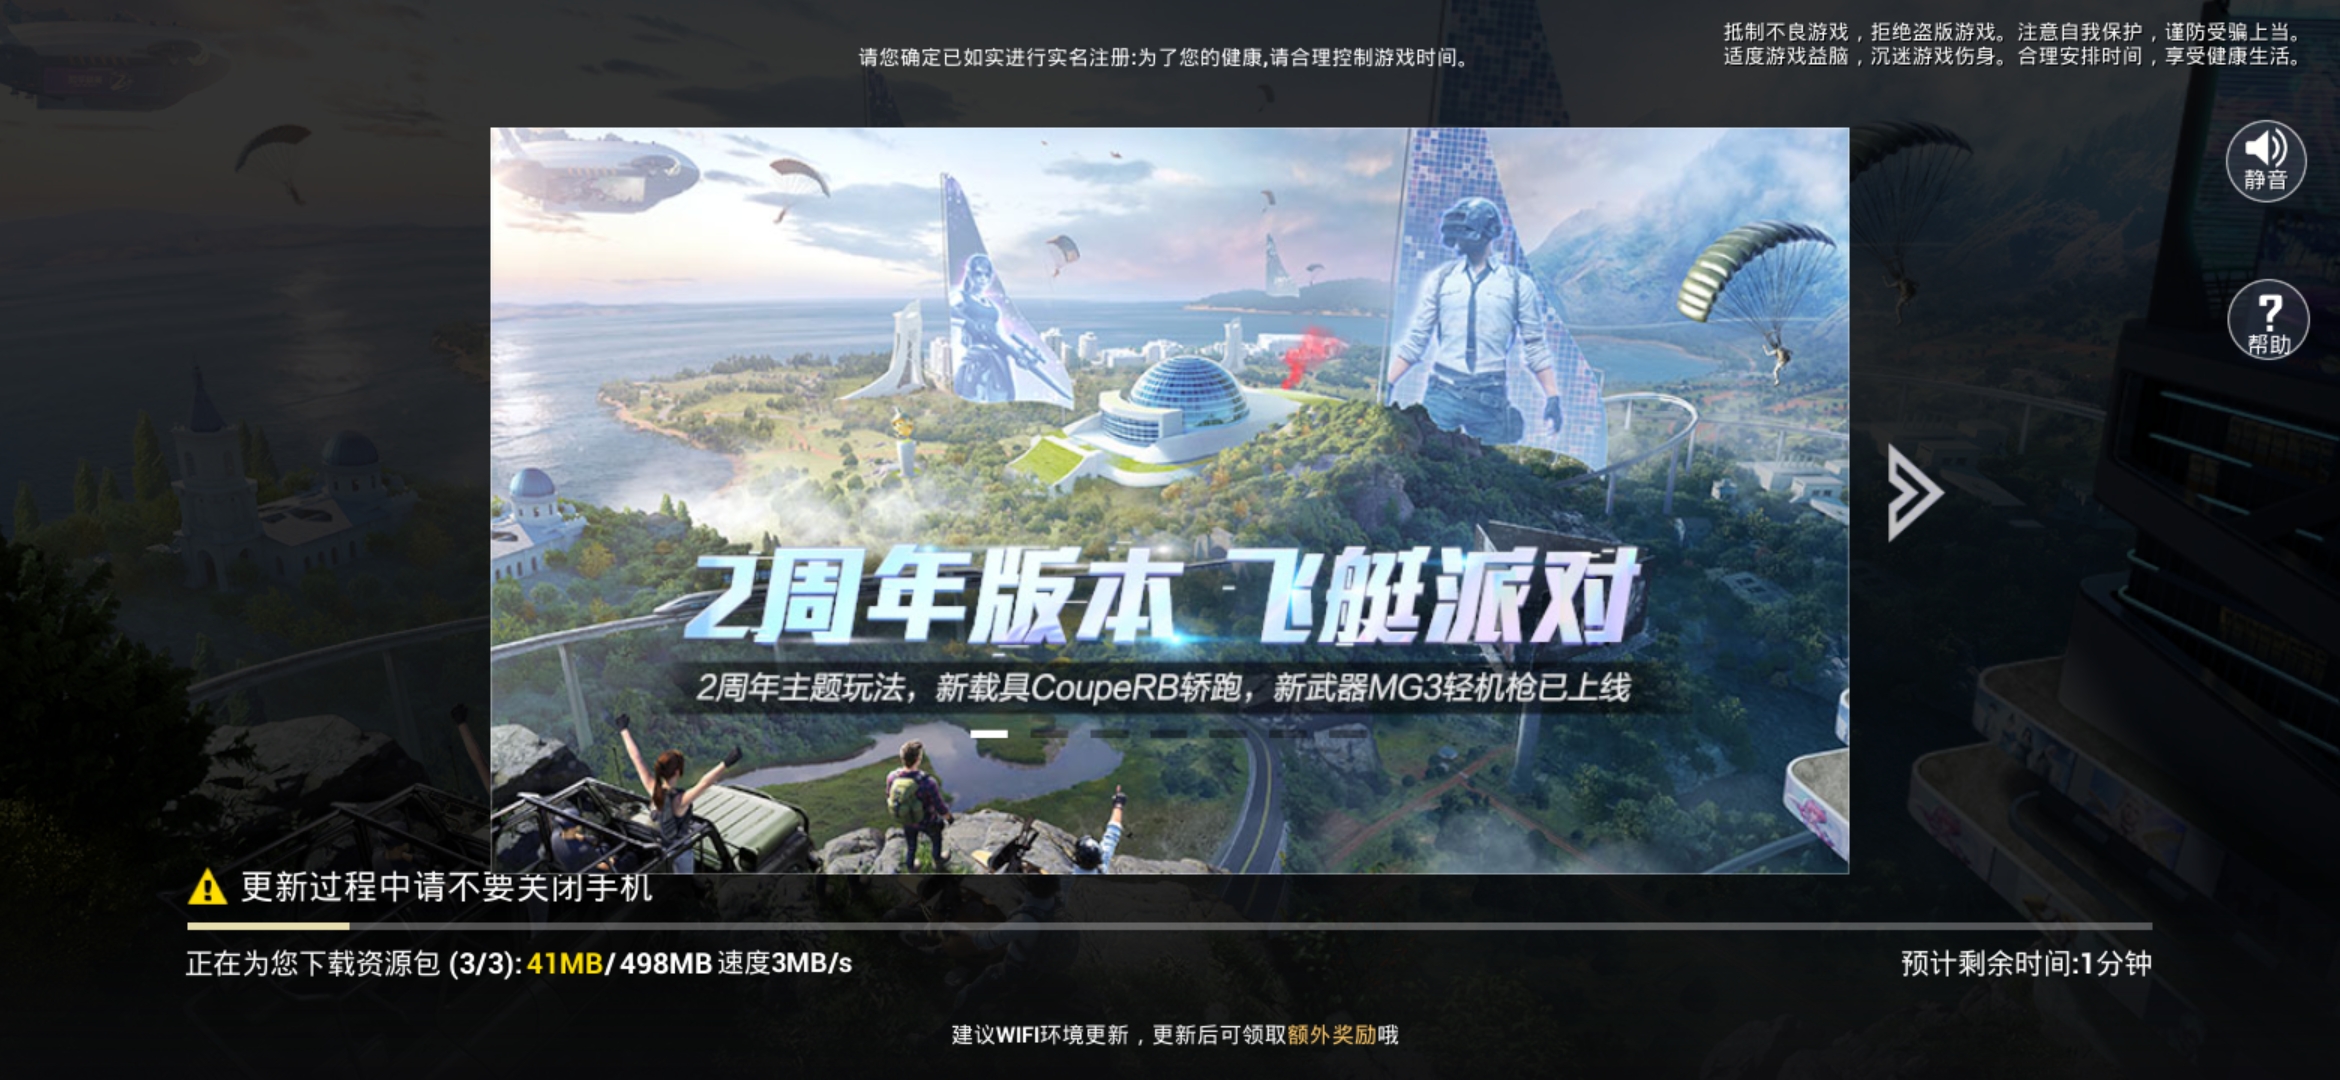 请您确定已如实进行实名注册:为了您的健康,请合理控制游戏时间。
抵制不良游戏，拒绝盗版游戏。注意自我保护，谨防受骗上当。
适度游戏益脑，沉迷游戏伤身。合理安排时间，享受健康生活。
静音
?
帮助
2周年版本 飞艇派对
2周年主题玩法，新载具CoupeRB轿跑，新武器MG3轻机枪已上线
更新过程中请不要关闭手机
正在为您下载资源包 (3/3): 41MB/ 498MB 速度3MB/s
预计剩余时间:1分钟
建议WIFI环境更新，更新后可领取额外奖励哦